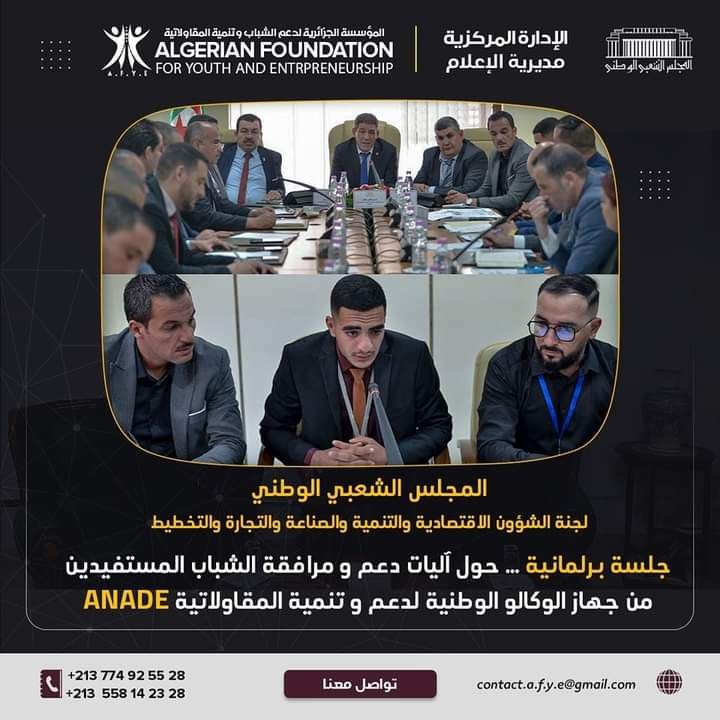 المؤسسة الجزائرية لدعم الشباب و تنمية المقاولاتية
ALGERIAN FOUNDATION
FOR YOUTH AND ENTRPRENEURSHIP
A.F.Y.E
الإدارة المركزية
مديرية الإعلام
المجلس الشعبي الوطني
المجلس الشعبي الوطني
لجنة الشؤون الاقتصادية والتنمية والصناعة والتجارة والتخطيط
جلسة برلمانية ... حول آليات دعم و مرافقة الشباب المستفيدين
من جهاز الوكالو الوطنية لدعم و تنمية المقاولاتية ANADE
+213 774 92 55 28
+213 558 14 23 28
تواصل معنا
contact.a.f.y.e@gmail.com